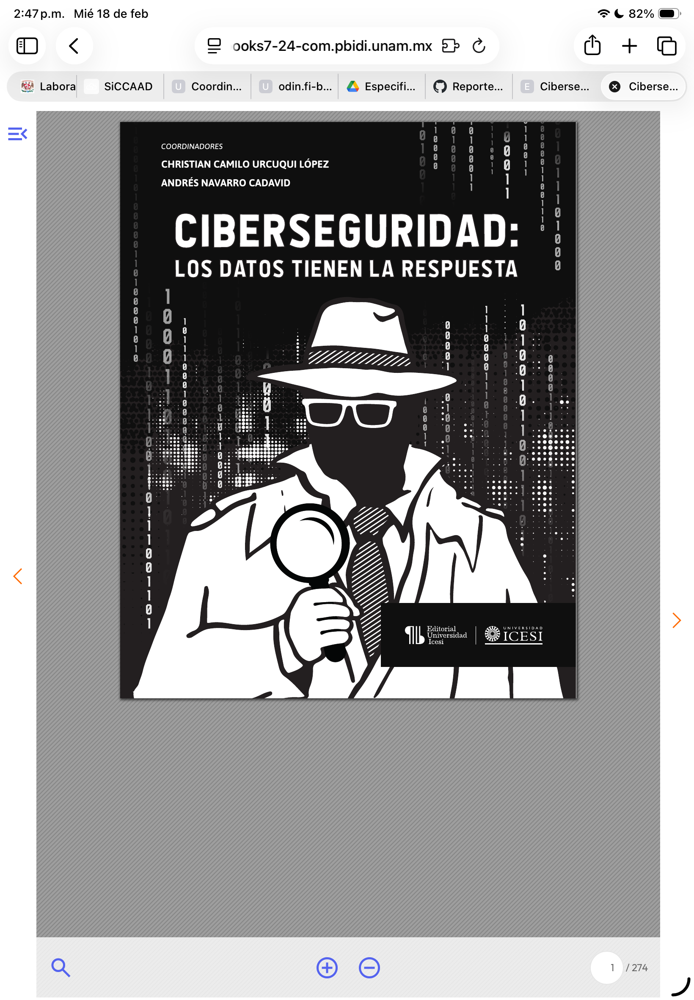 2:47 p.m. Mié 18 de feb
82%
ooks7-24-com.pbidi.unam.mx
Labora
SiCCAAD
U Coordin...
U odin.fi-b...
Especifi...
Reporte...
E Ciberse...
Ciberse...
COORDINADORES
CHRISTIAN CAMILO URCUQUI LÓPEZ
ANDRÉS NAVARRO CADAVID
CIBERSEGURIDAD:
LOS DATOS TIENEN LA RESPUESTA
Editorial
Universidad
Icesi
UNIVERSIDAD
ICESI
1 / 274